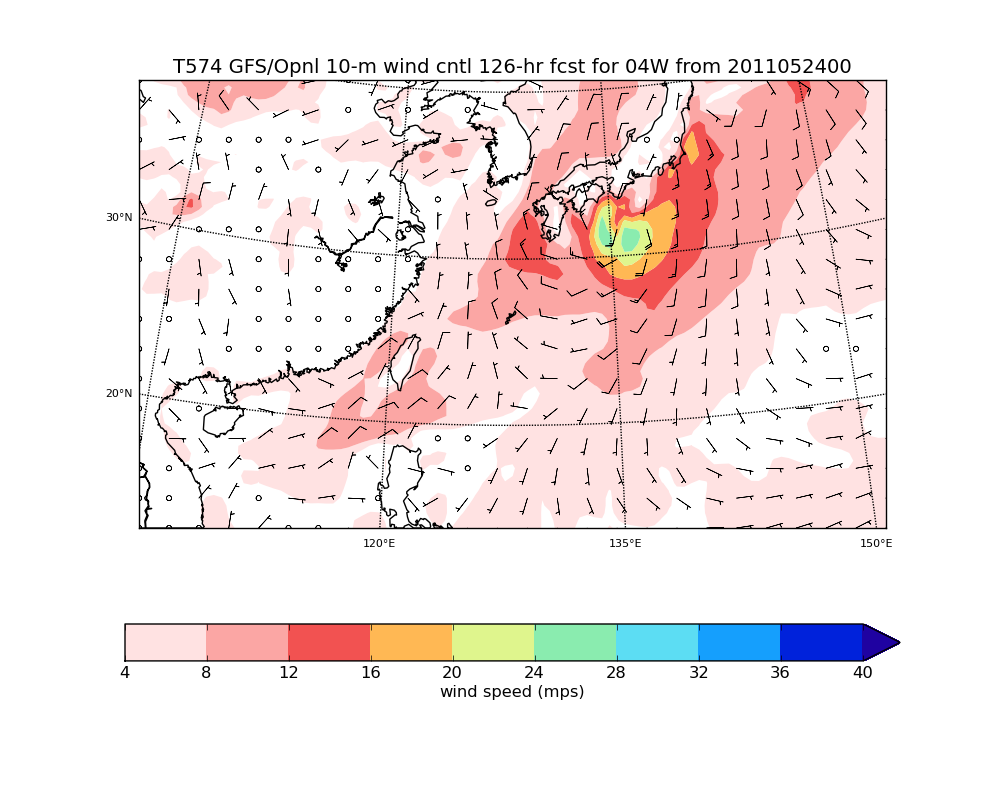 T574 GFS/Opnl 10-m wind cntl 126-hr fcst for 04W from 2011052400
30°N
20°N
120°E 135°E 150°E
4 8 12 16 20 24 28 32 36 40
wind speed (mps)